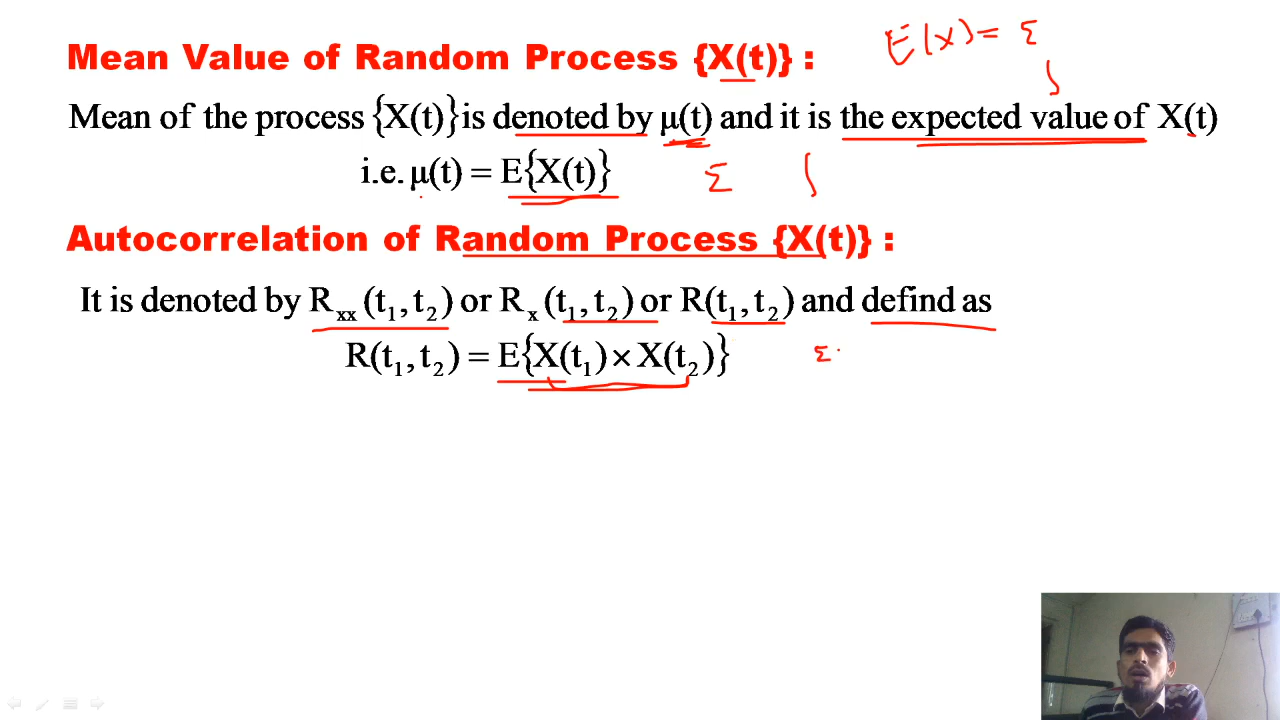 Mean Value of Random Process {X(t)} :
E(x) = Σ
∫
Mean of the process {X(t)} is denoted by μ(t) and it is the expected value of X(t)
i.e. μ(t) = E{X(t)} Σ ∫
Autocorrelation of Random Process {X(t)} :
It is denoted by Rxx (t1, t2) or Rx (t1, t2) or R(t1, t2) and defind as
R(t1, t2) = E{X(t1) × X(t2)} Σ